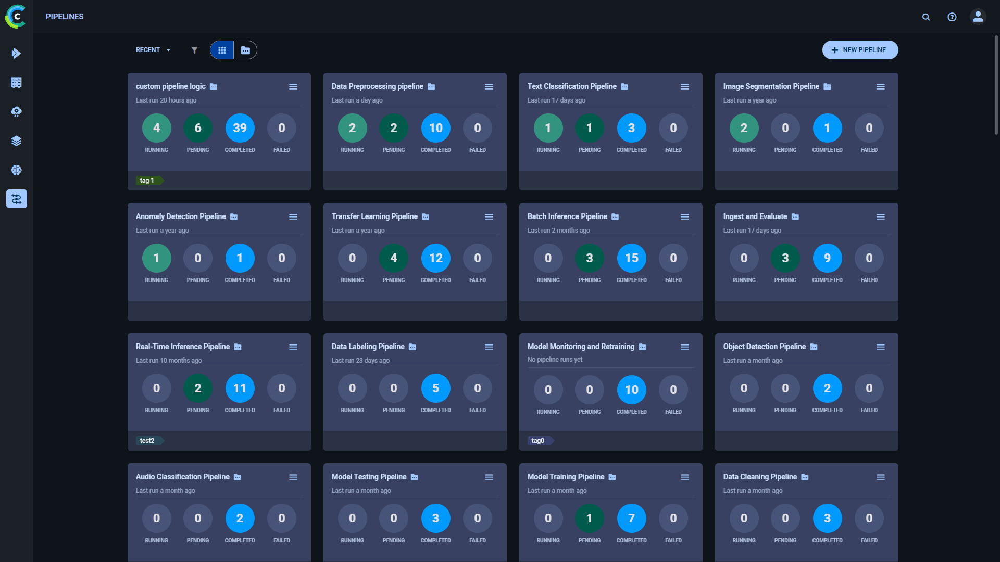 PIPELINES
RECENT
NEW PIPELINE
custom pipeline logic
Last run 20 hours ago
4 6 39 0
RUNNING PENDING COMPLETED FAILED
tag-1
Data Preprocessing pipeline
Last run a day ago
2 2 10 0
RUNNING PENDING COMPLETED FAILED
Text Classification Pipeline
Last run 17 days ago
1 1 3 0
RUNNING PENDING COMPLETED FAILED
Image Segmentation Pipeline
Last run a year ago
2 0 1 0
RUNNING PENDING COMPLETED FAILED
Anomaly Detection Pipeline
Last run a year ago
1 0 1 0
RUNNING PENDING COMPLETED FAILED
Transfer Learning Pipeline
Last run a year ago
0 4 12 0
RUNNING PENDING COMPLETED FAILED
Batch Inference Pipeline
Last run 2 months ago
0 3 15 0
RUNNING PENDING COMPLETED FAILED
Ingest and Evaluate
Last run 17 days ago
0 3 9 0
RUNNING PENDING COMPLETED FAILED
Real-Time Inference Pipeline
Last run 10 months ago
0 2 11 0
RUNNING PENDING COMPLETED FAILED
test2
Data Labeling Pipeline
Last run 23 days ago
0 0 5 0
RUNNING PENDING COMPLETED FAILED
Model Monitoring and Retraining
No pipeline runs yet
0 0 10 0
RUNNING PENDING COMPLETED FAILED
tag0
Object Detection Pipeline
Last run a month ago
0 0 2 0
RUNNING PENDING COMPLETED FAILED
Audio Classification Pipeline
Last run a month ago
0 0 2 0
RUNNING PENDING COMPLETED FAILED
Model Testing Pipeline
Last run a month ago
0 0 3 0
RUNNING PENDING COMPLETED FAILED
Model Training Pipeline
Last run a month ago
0 1 7 0
RUNNING PENDING COMPLETED FAILED
Data Cleaning Pipeline
Last run a month ago
0 0 3 0
RUNNING PENDING COMPLETED FAILED